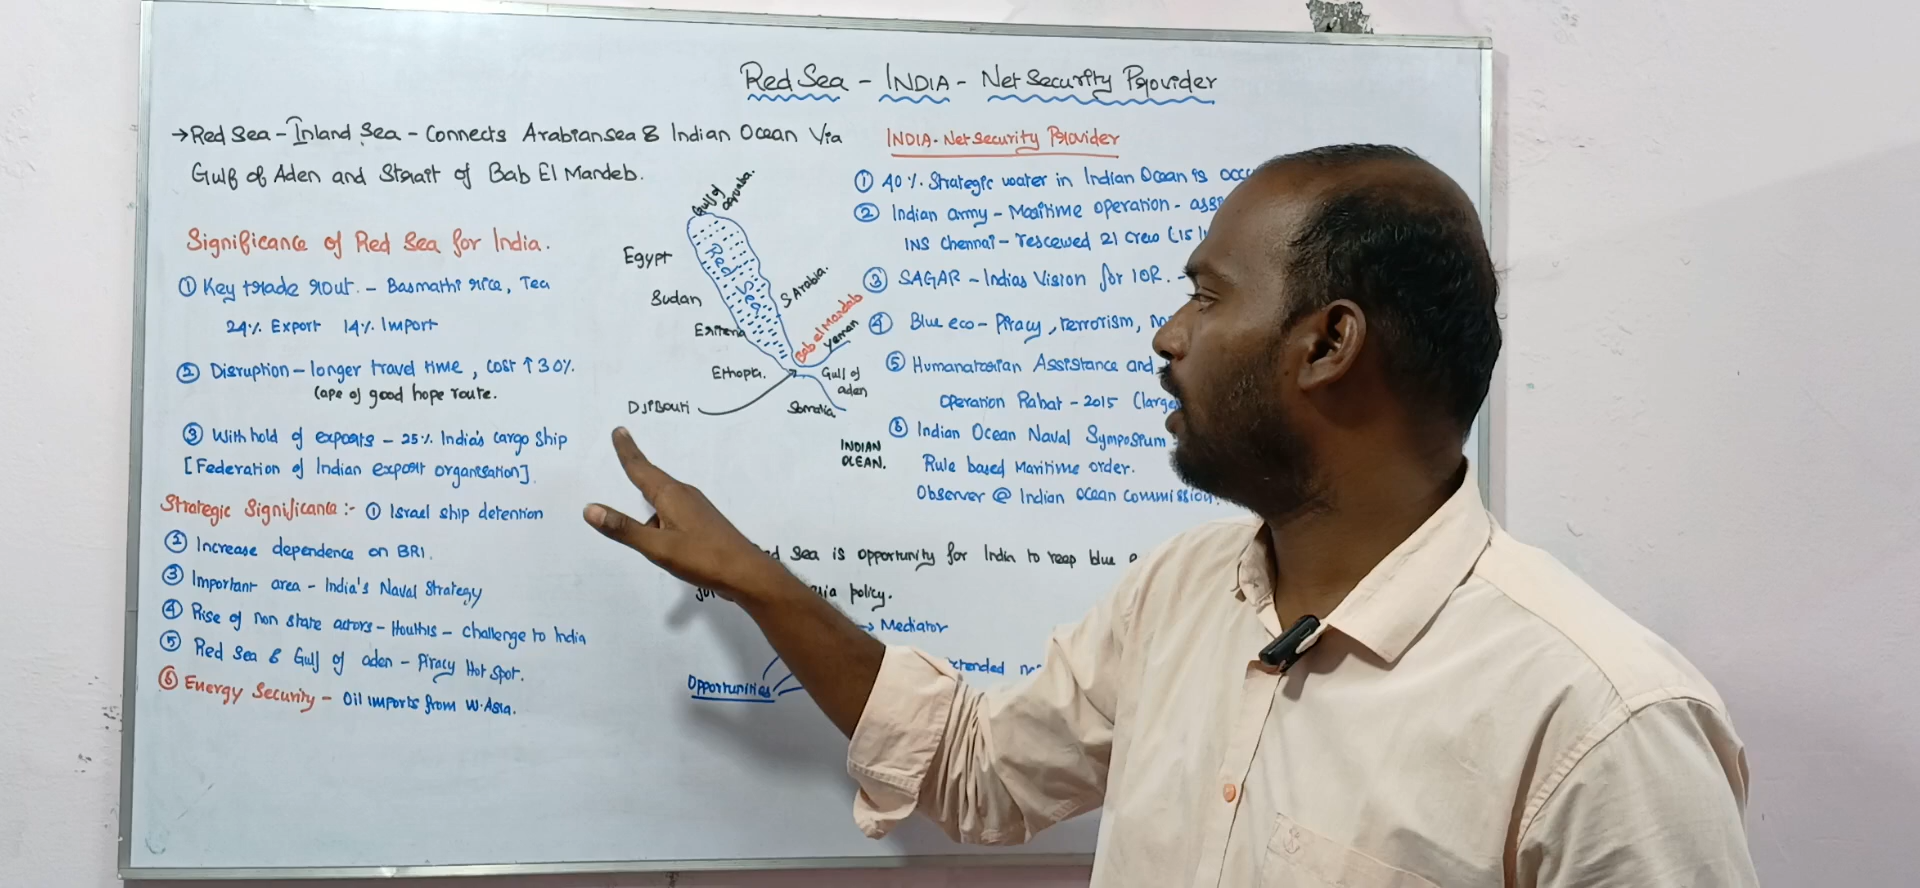 Red Sea - INDIA - Net Security Provider
→ Red Sea - Inland Sea - Connects Arabian sea & Indian Ocean Via
Gulf of Aden and Strait of Bab El Mandeb.
Significance of Red Sea for India.
① Key trade rout. - Basmathi rice, Tea
24% Export 14% Import
② Disruption - longer travel time, cost ↑ 30%.
Cape of good hope route.
③ With hold of exports - 25% India's cargo ship
[Federation of Indian export organisation].
Strategic Significance :- ① Israel ship detention
② Increase dependence on BRI.
③ Important area - India's Naval Strategy
④ Rise of non state actors - Houthis - challenge to India
⑤ Red Sea & Gulf of aden - Piracy Hot Spot.
⑥ Energy Security - Oil imports from W.Asia.
Gulf of
aquaba.
Egypt
Red Sea
Sudan
S.Arabia.
Eriteria
Bab el Mandab
Yemen
Ethopia.
Gulf of
aden
DJIBouti
Somalia
INDIAN
OCEAN.
INDIA - Net Security Provider
① 40% Strategic water in Indian Ocean is
② Indian army - Maritime operation -
INS Chennai - rescewed 21 crew (15
③ SAGAR - Indias Vision for IOR. -
④ Blue eco - Piracy, terrorism,
⑤ Humanatarian Assistance and
Operation Rahat - 2015
⑥ Indian Ocean Naval Symposium
Rule based Maritime order.
Observer @ Indian ocean commission.
Sea is opportunity for India to reap blue
policy.
→ Mediator
Opportunities